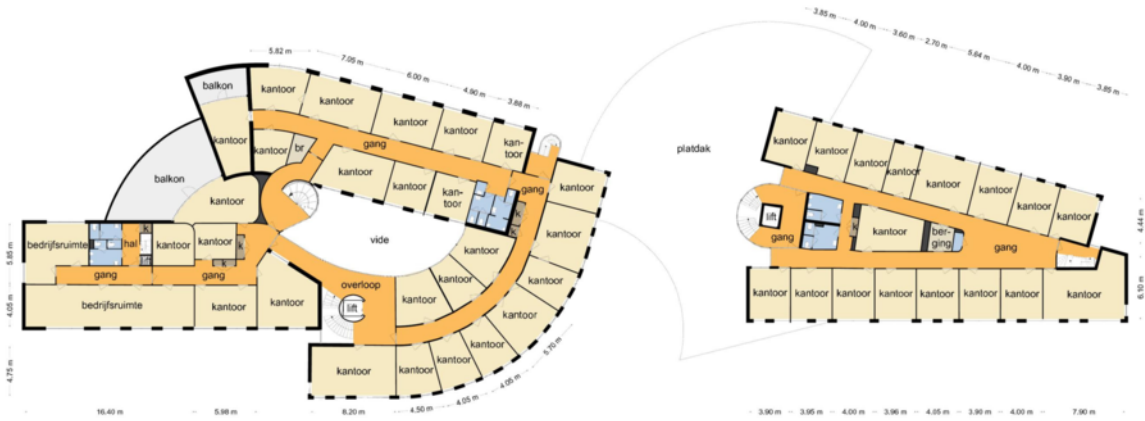 3.85 m
4.00 m
3.60 m
2.70 m
5.64 m
4.00 m
3.90 m
3.85 m
5.82 m
7.05 m
6.00 m
4.90 m
3.88 m
balkon
kantoor
kantoor
kantoor
kantoor
kan-
toor
kantoor
kantoor
br
gang
kantoor
kantoor
kan-
toor
gang
kantoor
kantoor
kantoor
kantoor
kantoor
kantoor
kantoor
kantoor
kantoor
kantoor
kantoor
kantoor
kantoor
k
k
balkon
kantoor
vide
bedrijfsruimte
hal
k
kantoor
kantoor
k
k
gang
gang
bedrijfsruimte
kantoor
kantoor
overloop
lift
5.85 m
4.05 m
4.75 m
16.40 m
5.98 m
6.20 m
4.50 m
4.05 m
4.05 m
5.70 m
platdak
kantoor
kantoor
kantoor
kantoor
kantoor
kantoor
kantoor
kantoor
lift
gang
k
kantoor
ber-
ging
gang
kantoor
kantoor
kantoor
kantoor
kantoor
kantoor
kantoor
kantoor
4.44 m
6.10 m
3.90 m
3.95 m
4.00 m
3.96 m
4.05 m
3.90 m
4.00 m
7.90 m